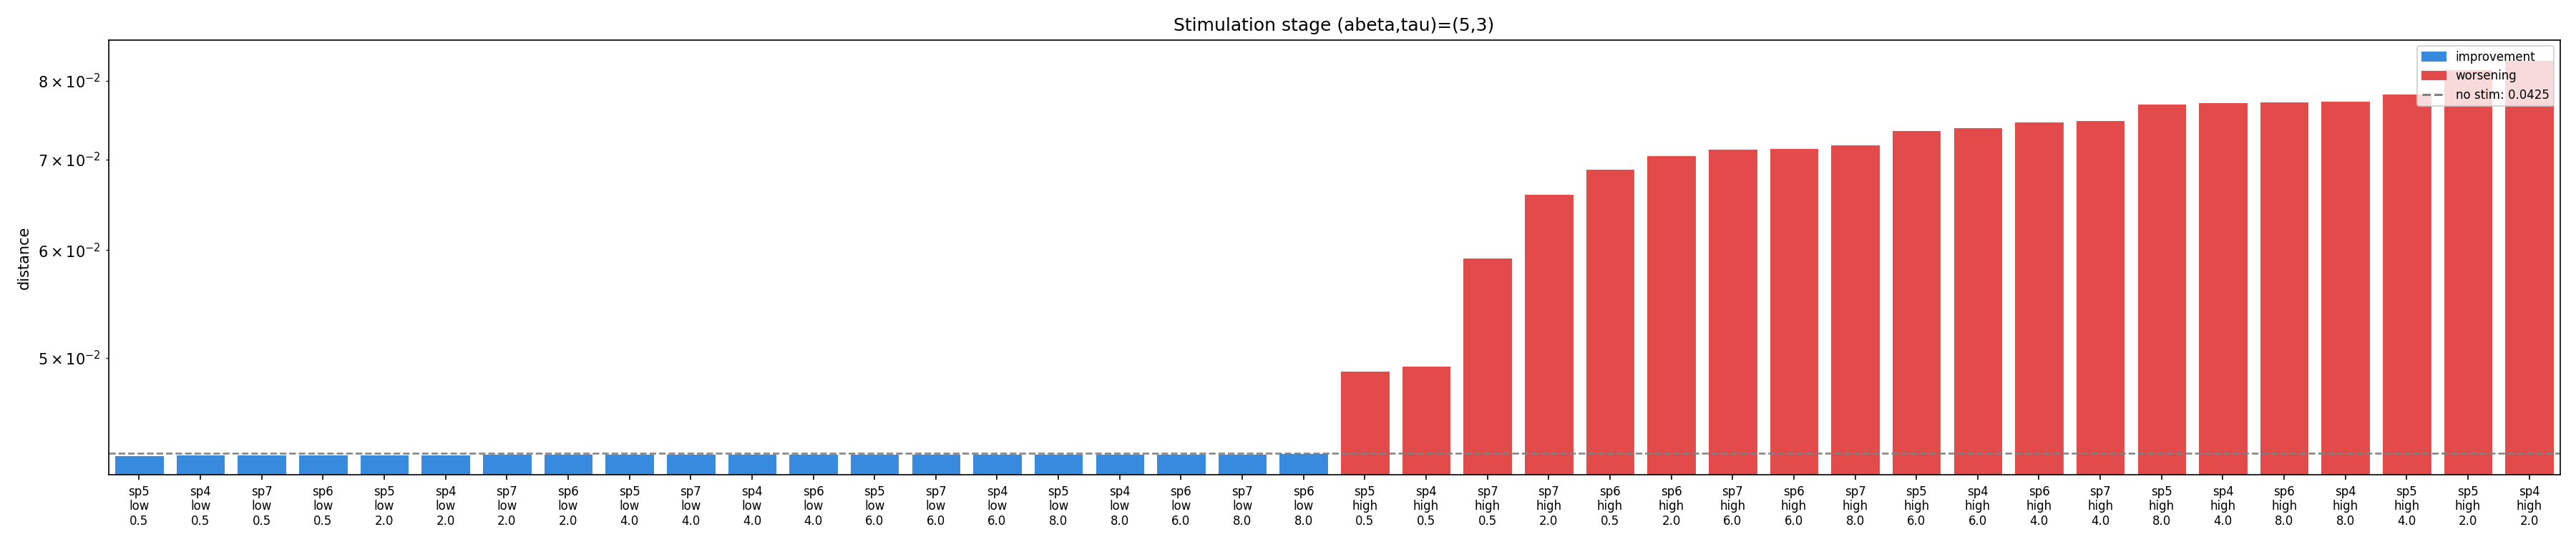 Stimulation stage (abeta,tau)=(5,3)
improvement
worsening
no stim: 0.0425
distance
8 × 10⁻²
7 × 10⁻²
6 × 10⁻²
5 × 10⁻²
sp5 sp4 sp7 sp6 sp5 sp4 sp7 sp6 sp5 sp7 sp4 sp6 sp5 sp7 sp4 sp5 sp4 sp6 sp7 sp6 sp5 sp4 sp7 sp7 sp6 sp6 sp7 sp6 sp7 sp5 sp4 sp6 sp7 sp5 sp4 sp6 sp4 sp5 sp5 sp4
low low low low low low low low low low low low low low low low low low low low high high high high high high high high high high high high high high high high high high high high
0.5 0.5 0.5 0.5 2.0 2.0 2.0 2.0 4.0 4.0 4.0 4.0 6.0 6.0 6.0 8.0 8.0 6.0 8.0 8.0 0.5 0.5 0.5 2.0 0.5 2.0 6.0 6.0 8.0 6.0 6.0 4.0 4.0 8.0 4.0 8.0 8.0 4.0 2.0 2.0